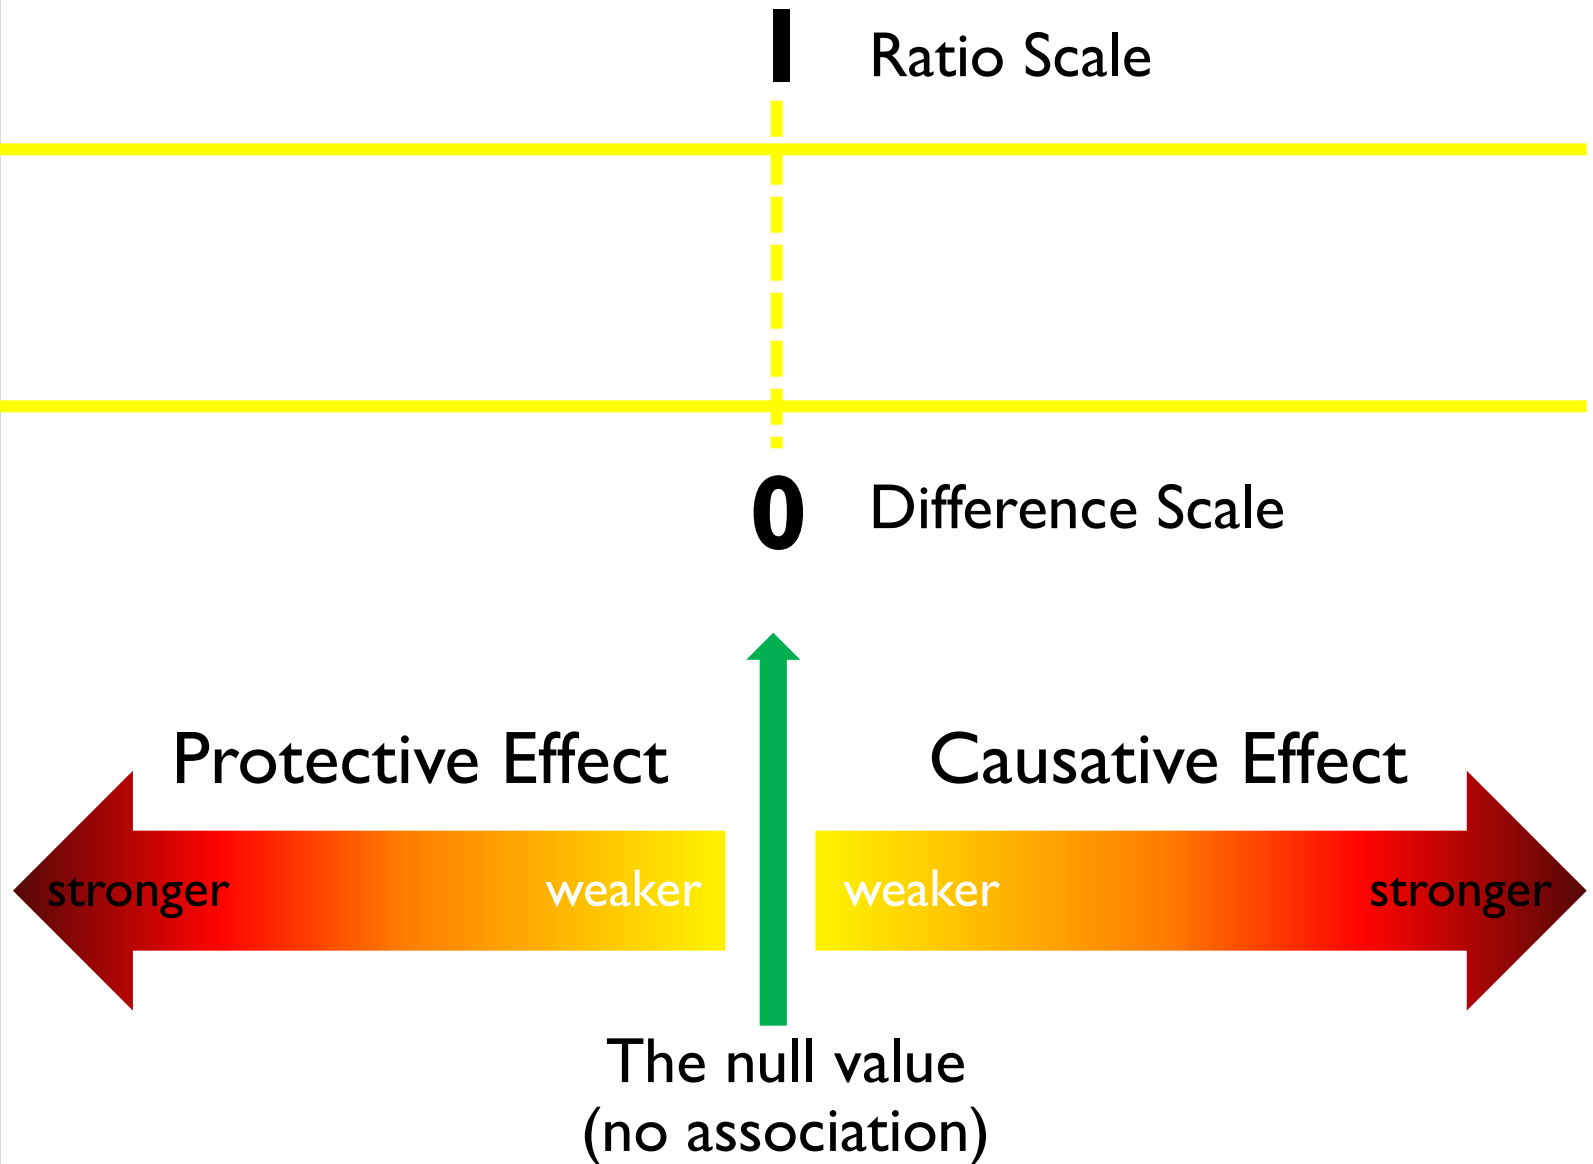 1 Ratio Scale
0 Difference Scale
Protective Effect Causative Effect
stronger weaker weaker stronger
The null value
(no association)